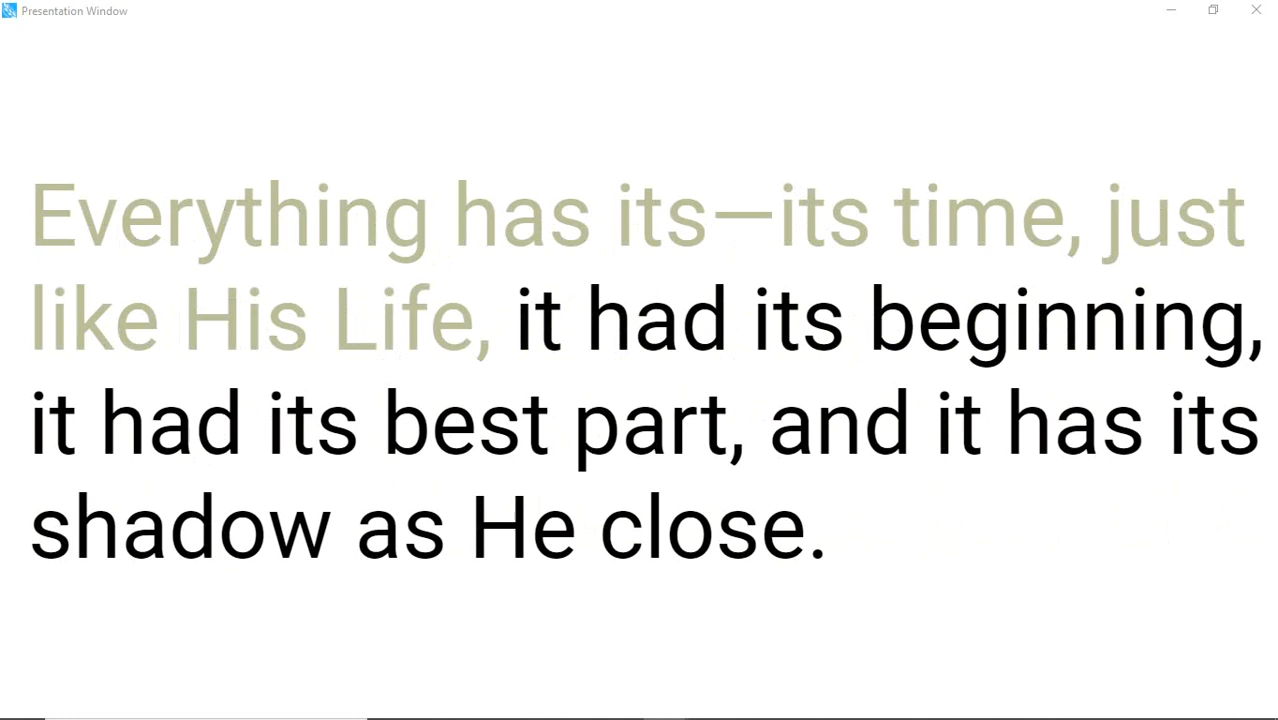 Presentation Window
Everything has its—its time, just
like His Life, it had its beginning,
it had its best part, and it has its
shadow as He close.